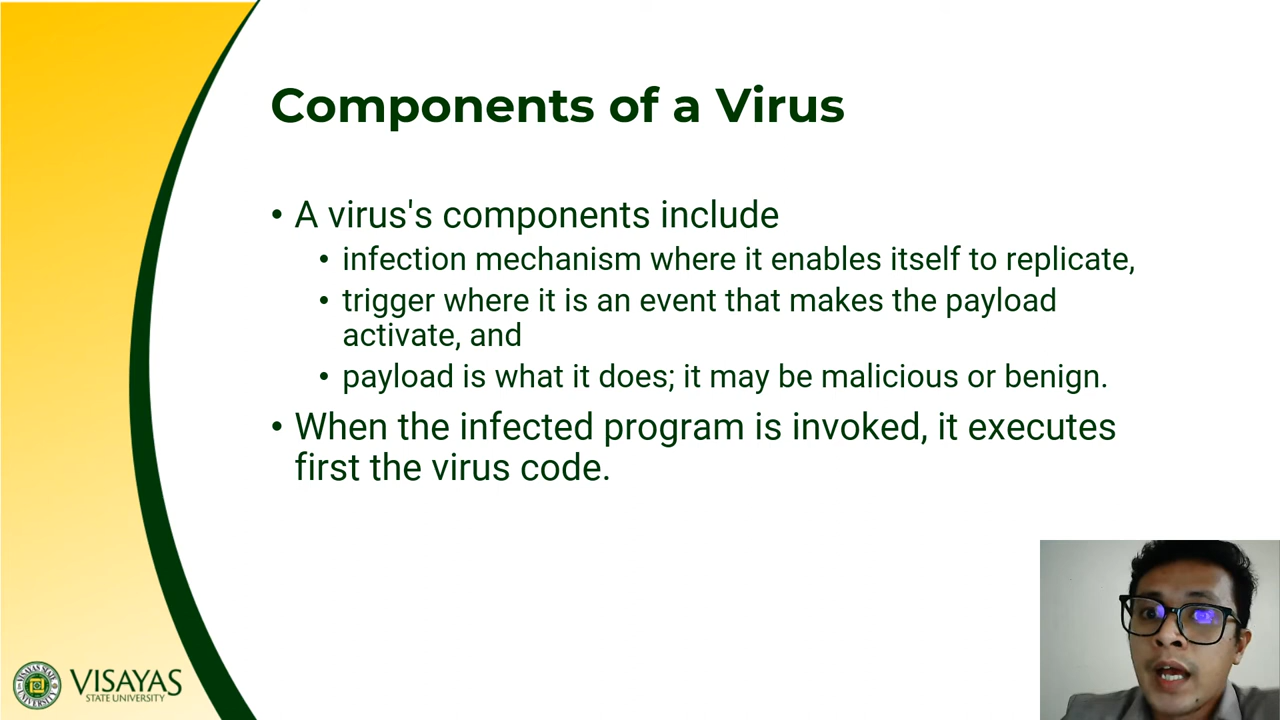 Components of a Virus
• A virus's components include
• infection mechanism where it enables itself to replicate,
• trigger where it is an event that makes the payload
activate, and
• payload is what it does; it may be malicious or benign.
• When the infected program is invoked, it executes
first the virus code.
VISAYAS
STATE UNIVERSITY